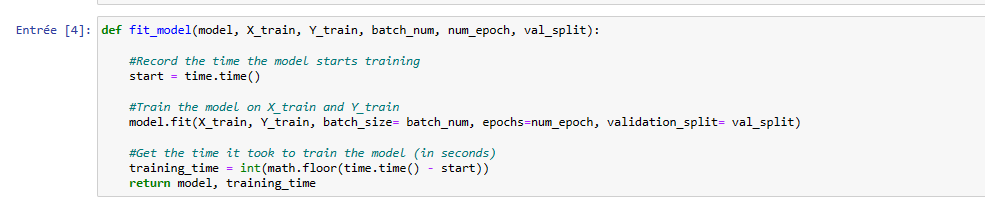 Entrée [4]: def fit_model(model, X_train, Y_train, batch_num, num_epoch, val_split):
#Record the time the model starts training
start = time.time()
#Train the model on X_train and Y_train
model.fit(X_train, Y_train, batch_size= batch_num, epochs=num_epoch, validation_split= val_split)
#Get the time it took to train the model (in seconds)
training_time = int(math.floor(time.time() - start))
return model, training_time